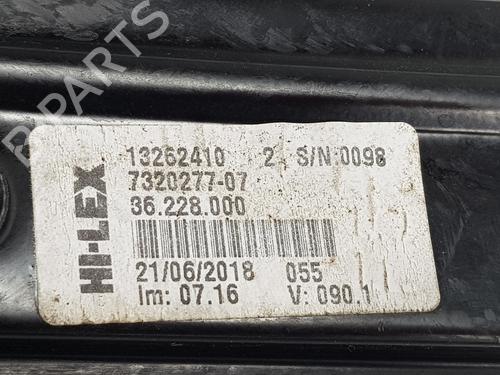 B-PARTS
HI-LEX
13262410 2 S/N:0098
7320277-07
36.228.000
21/06/2018 055
Im: 07.16 V: 090.1